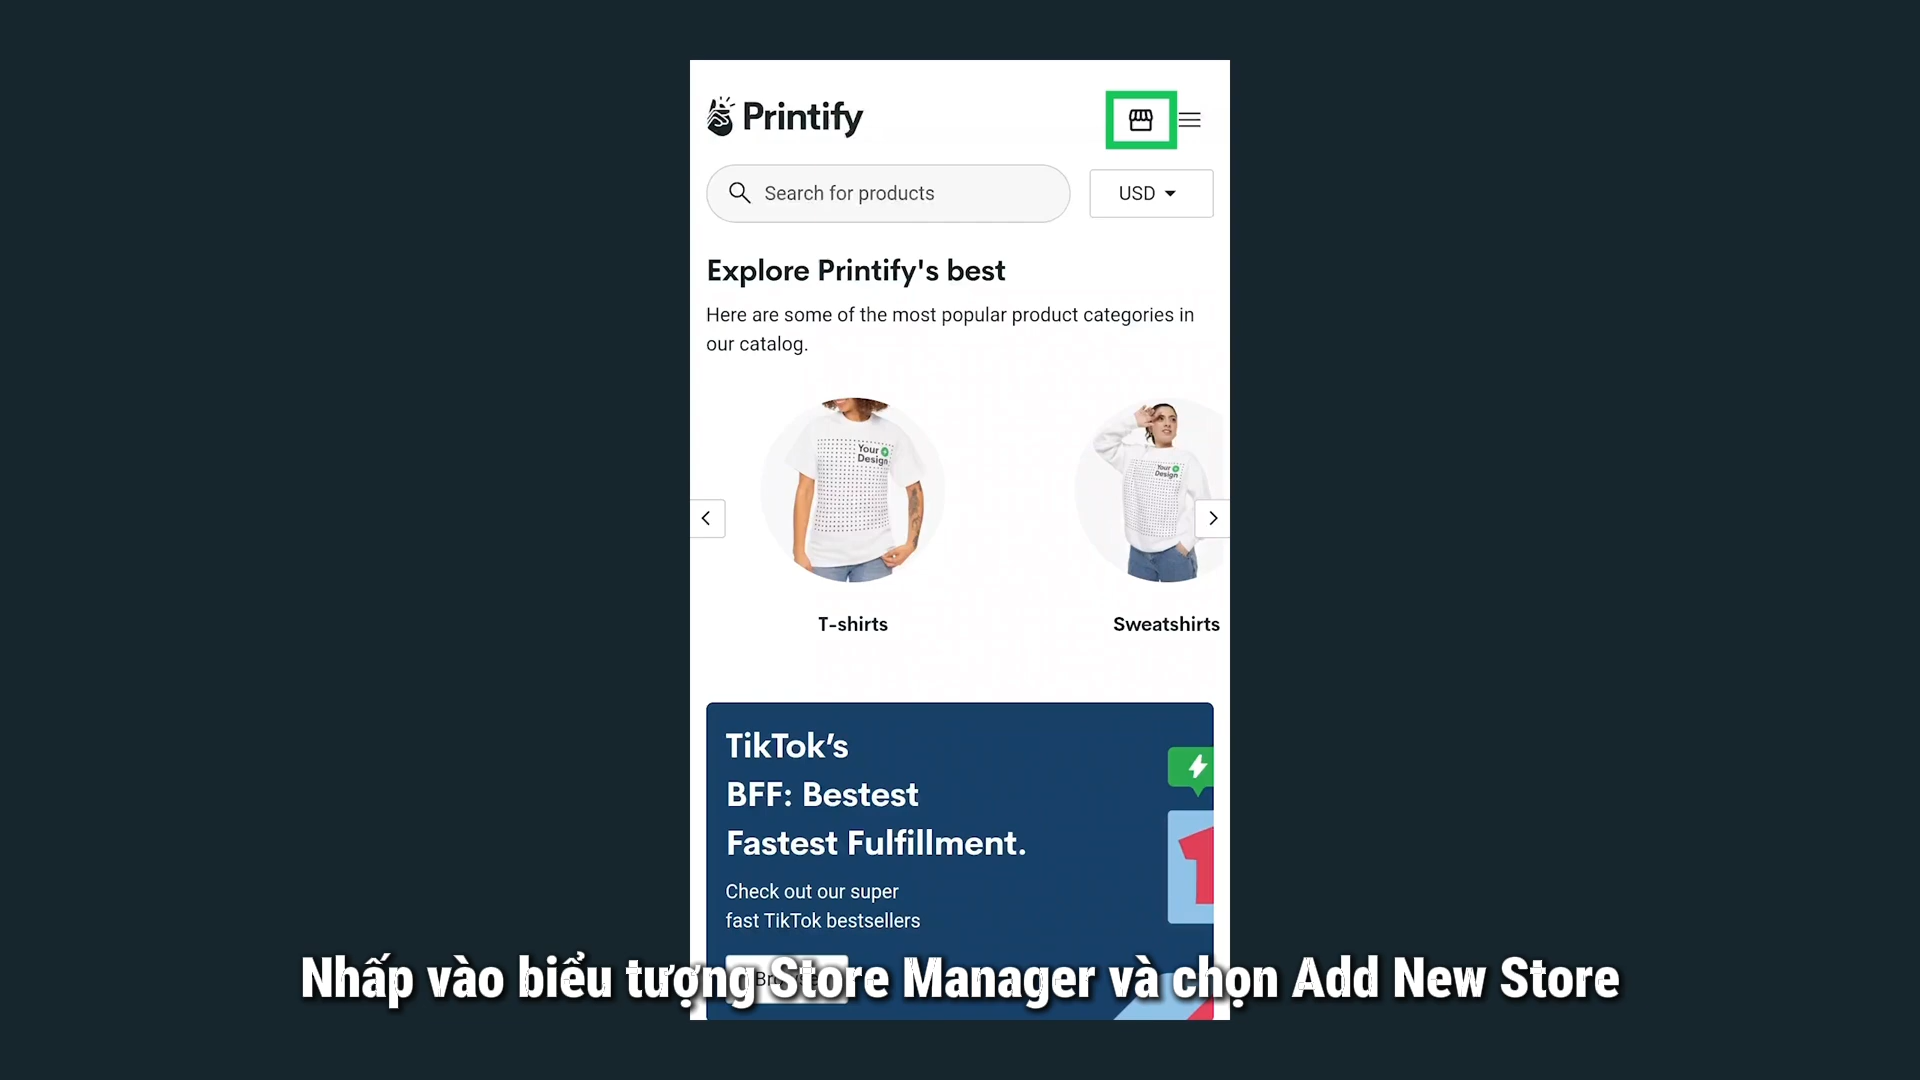 Printify
Search for products
USD
Explore Printify's best
Here are some of the most popular product categories in
our catalog.
Your
Design
Your
Design
T-shirts
Sweatshirts
TikTok’s
BFF: Bestest
Fastest Fulfillment.
Check out our super
fast TikTok bestsellers
Nhấp vào biểu tượng Store Manager và chọn Add New Store